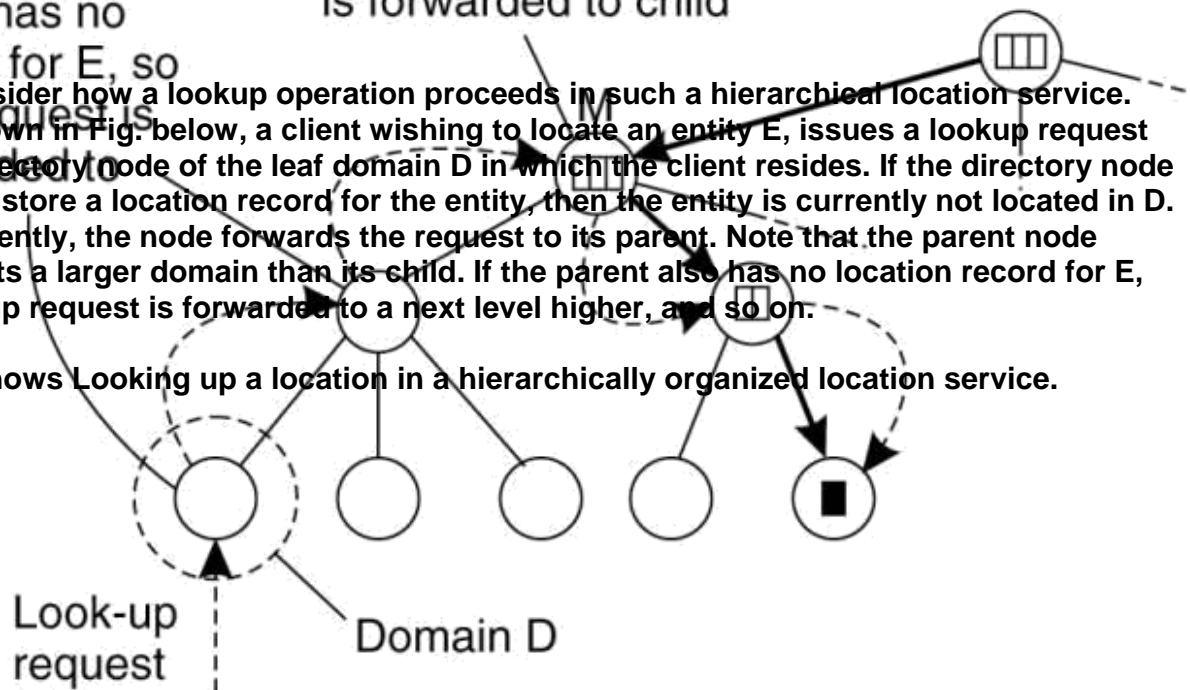 has no
is forwarded to child
for E, so
sider how a lookup operation proceeds in such a hierarchical location service.
quest is
M
own in Fig. below, a client wishing to locate an entity E, issues a lookup request
ectory node of the leaf domain D in which the client resides. If the directory node
ded to
store a location record for the entity, then the entity is currently not located in D.
ently, the node forwards the request to its parent. Note that the parent node
ts a larger domain than its child. If the parent also has no location record for E,
p request is forwarded to a next level higher, and so on.
hows Looking up a location in a hierarchically organized location service.
Look-up
request
Domain D